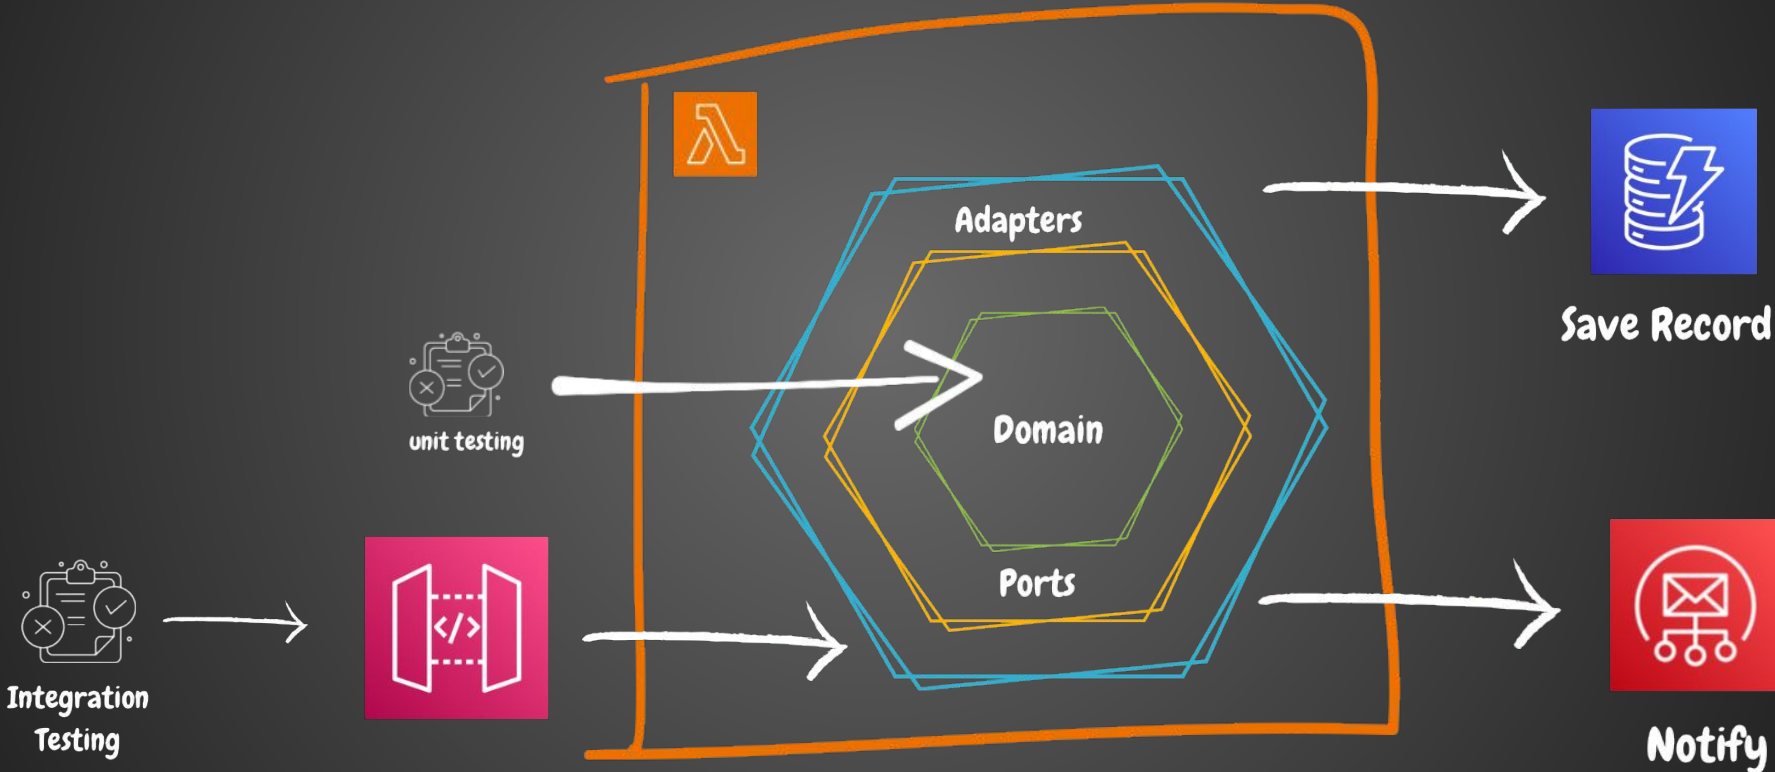 Adapters
Save Record
unit testing
Domain
</>
Ports
Integration
Testing
Notify